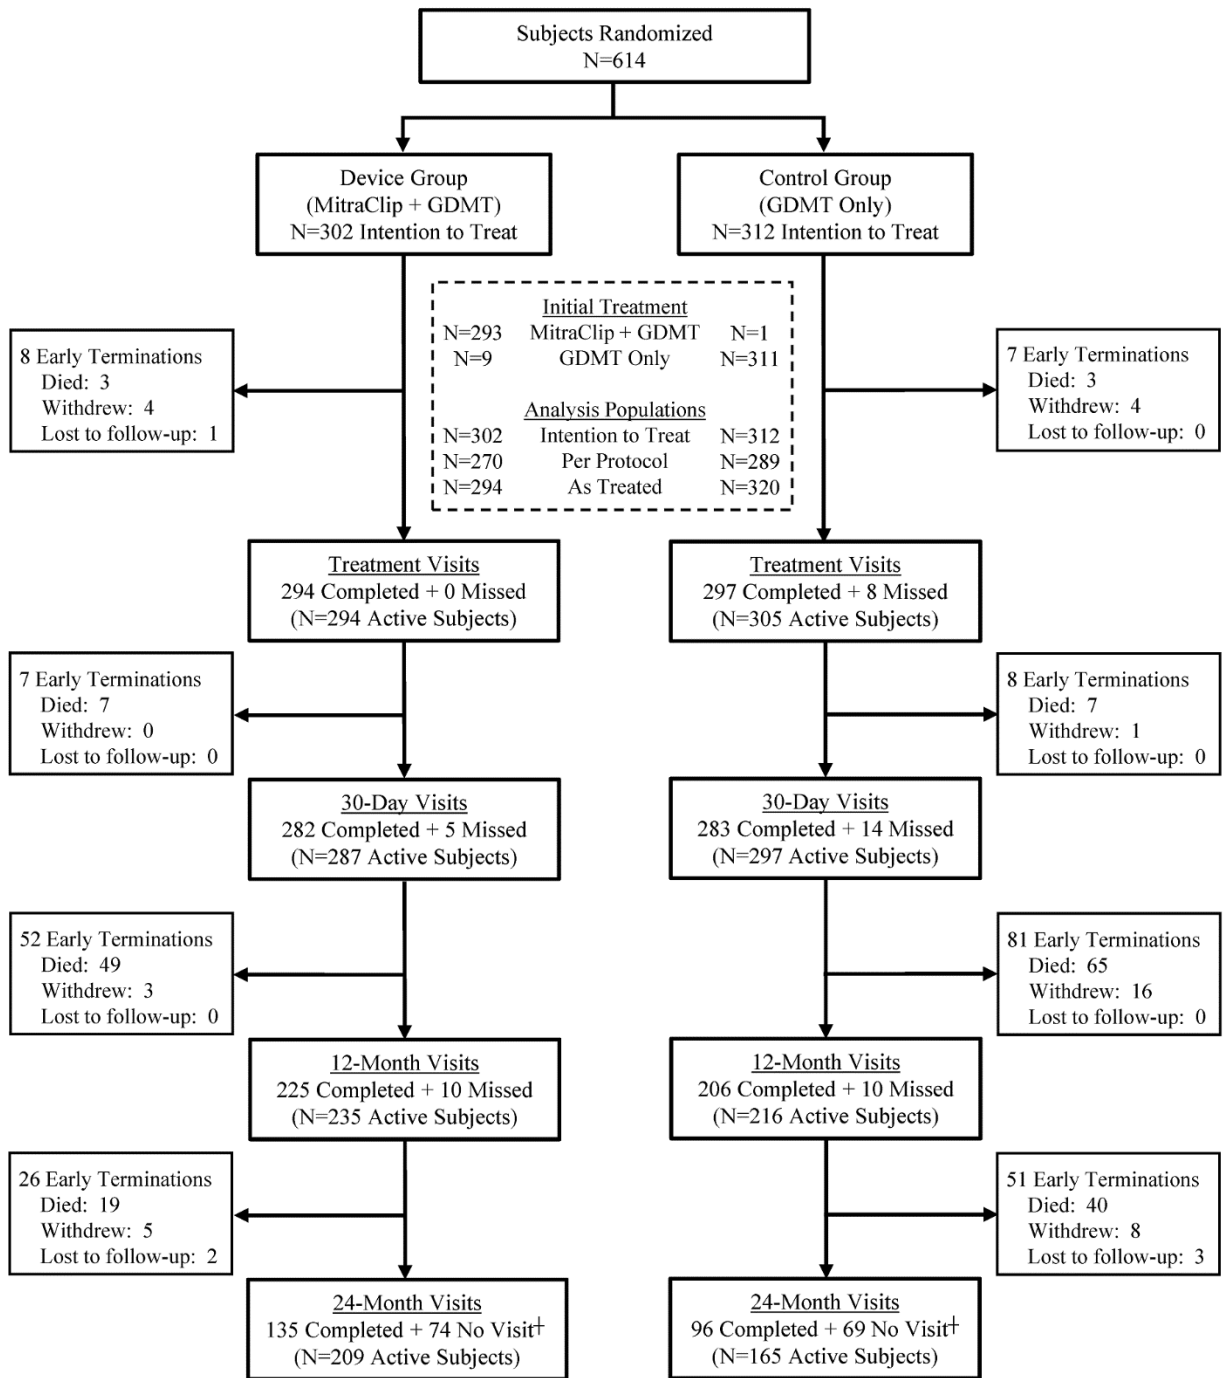 Subjects Randomized
N=614
Device Group
(MitraClip + GDMT)
N=302 Intention to Treat
Control Group
(GDMT Only)
N=312 Intention to Treat
Initial Treatment
N=293 MitraClip + GDMT N=1
N=9 GDMT Only N=311
Analysis Populations
N=302 Intention to Treat N=312
N=270 Per Protocol N=289
N=294 As Treated N=320
8 Early Terminations
Died: 3
Withdrew: 4
Lost to follow-up: 1
7 Early Terminations
Died: 3
Withdrew: 4
Lost to follow-up: 0
Treatment Visits
294 Completed + 0 Missed
(N=294 Active Subjects)
Treatment Visits
297 Completed + 8 Missed
(N=305 Active Subjects)
7 Early Terminations
Died: 7
Withdrew: 0
Lost to follow-up: 0
8 Early Terminations
Died: 7
Withdrew: 1
Lost to follow-up: 0
30-Day Visits
282 Completed + 5 Missed
(N=287 Active Subjects)
30-Day Visits
283 Completed + 14 Missed
(N=297 Active Subjects)
52 Early Terminations
Died: 49
Withdrew: 3
Lost to follow-up: 0
81 Early Terminations
Died: 65
Withdrew: 16
Lost to follow-up: 0
12-Month Visits
225 Completed + 10 Missed
(N=235 Active Subjects)
12-Month Visits
206 Completed + 10 Missed
(N=216 Active Subjects)
26 Early Terminations
Died: 19
Withdrew: 5
Lost to follow-up: 2
51 Early Terminations
Died: 40
Withdrew: 8
Lost to follow-up: 3
24-Month Visits
135 Completed + 74 No Visit†
(N=209 Active Subjects)
24-Month Visits
96 Completed + 69 No Visit†
(N=165 Active Subjects)